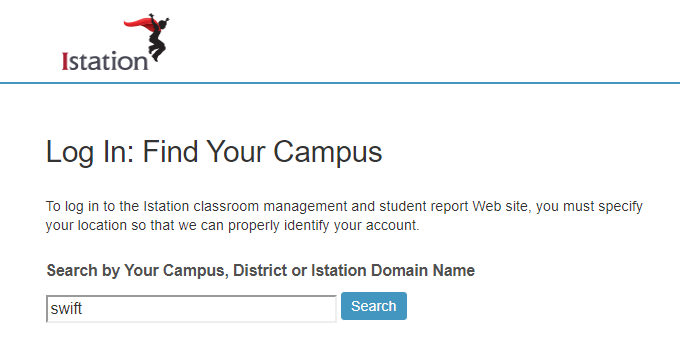 Istation
Log In: Find Your Campus
To log in to the Istation classroom management and student report Web site, you must specify
your location so that we can properly identify your account.
Search by Your Campus, District or Istation Domain Name
swift Search